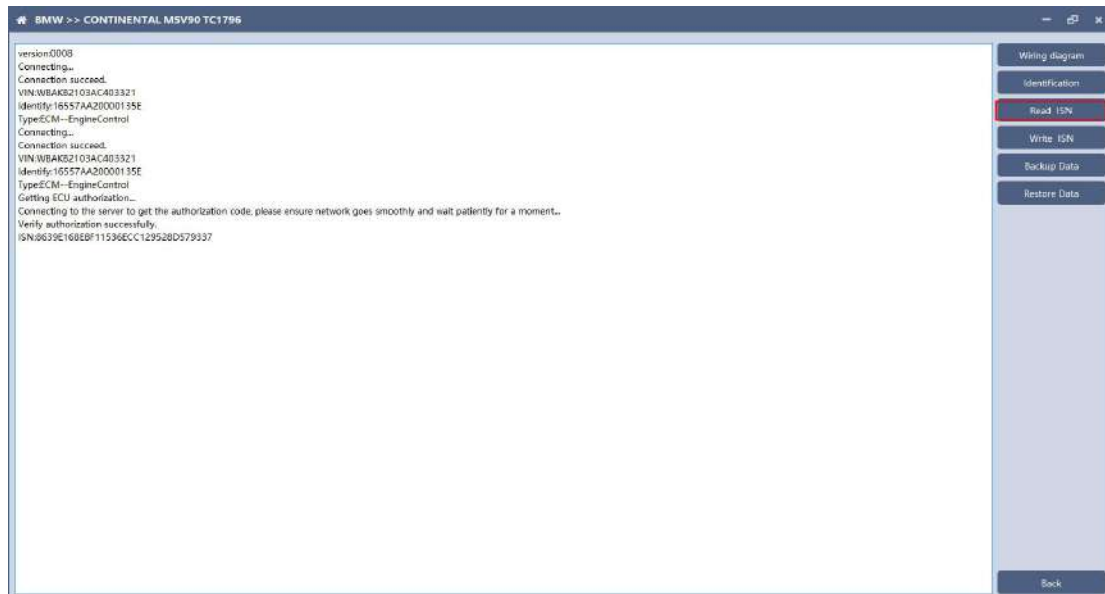 BMW >> CONTINENTAL MSV90 TC1796
version:0008
Connecting...
Connection succeed.
VIN:WBAKB2103AC403321
Identify:16557AA20000135E
Type:ECM--EngineControl
Connecting...
Connection succeed.
VIN:WBAKB2103AC403321
Identify:16557AA20000135E
Type:ECM--EngineControl
Getting ECU authorization...
Connecting to the server to get the authorization code, please ensure network goes smoothly and wait patiently for a moment...
Verify authorization successfuly.
ISN:8639E168EBF11536ECC12952BD579337
Wiring diagram
Identification
Read ISN
Write ISN
Backup Data
Restore Data
Back